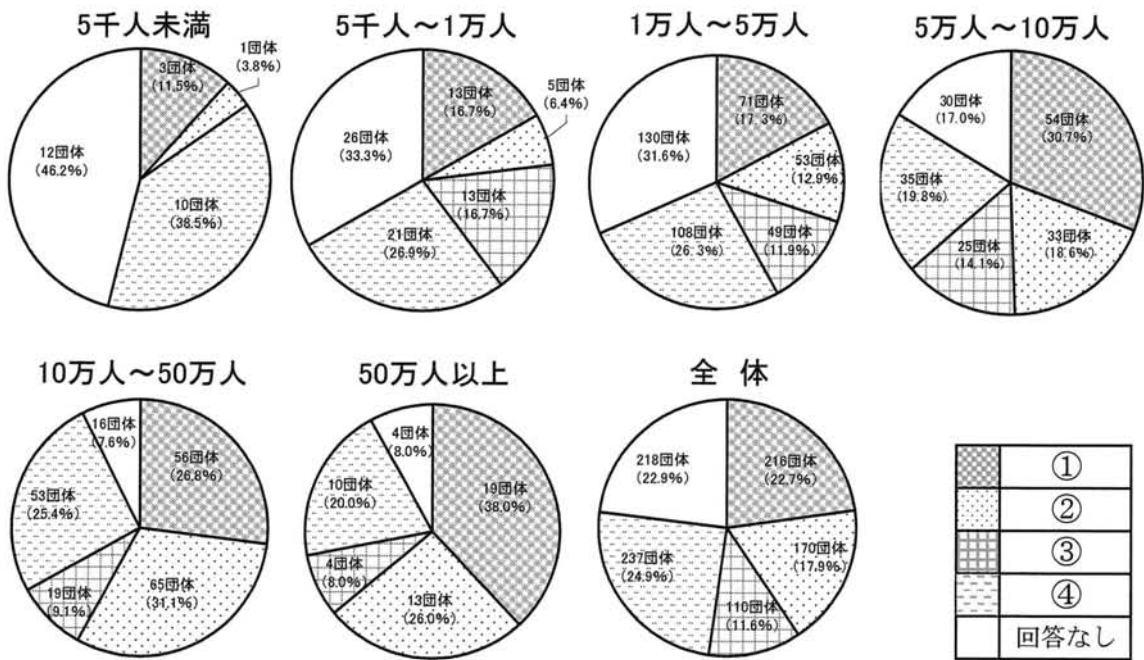 5千人未満
3団体
(11.5%)
1団体
(3.8%)
10団体
(38.5%)
12団体
(46.2%)
5千人～1万人
13団体
(16.7%)
5団体
(6.4%)
13団体
(16.7%)
21団体
(26.9%)
26団体
(33.3%)
1万人～5万人
71団体
(17.3%)
53団体
(12.9%)
49団体
(11.9%)
108団体
(26.3%)
130団体
(31.6%)
5万人～10万人
54団体
(30.7%)
33団体
(18.6%)
25団体
(14.1%)
35団体
(19.8%)
30団体
(17.0%)
10万人～50万人
56団体
(26.8%)
65団体
(31.1%)
19団体
(9.1%)
53団体
(25.4%)
16団体
(7.6%)
50万人以上
19団体
(38.0%)
13団体
(26.0%)
4団体
(8.0%)
10団体
(20.0%)
4団体
(8.0%)
全 体
216団体
(22.7%)
170団体
(17.9%)
110団体
(11.6%)
237団体
(24.9%)
218団体
(22.9%)
①
②
③
④
回答なし